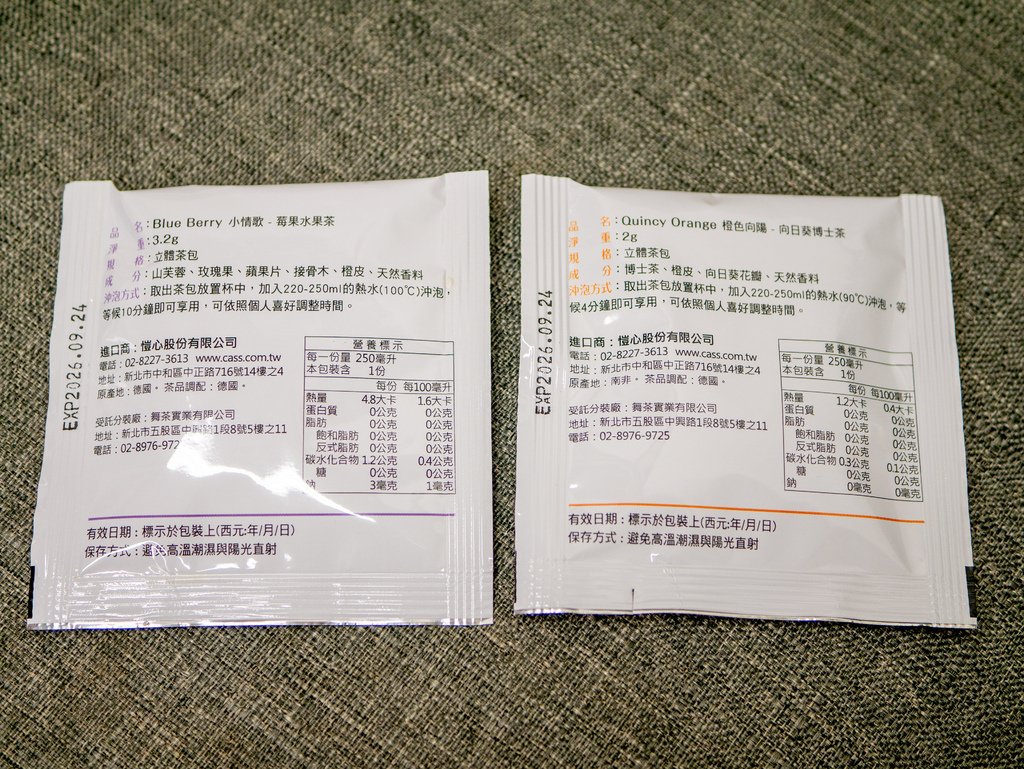 品 名：Blue Berry 小情歌 - 莓果水果茶
淨 重：3.2g
規 格：立體茶包
成 分：山芙蓉、玫瑰果、蘋果片、接骨木、橙皮、天然香料
沖泡方式：取出茶包放置杯中，加入220-250ml的熱水(100℃)沖泡，
等候10分鐘即可享用，可依照個人喜好調整時間。
EXP2026.09.24
進口商：愷心股份有限公司
電話：02-8227-3613 www.cass.com.tw
地址：新北市中和區中正路716號14樓之4
原產地：德國。 茶品調配：德國。
受託分裝廠：舞茶實業有限公司
地址：新北市五股區中興路1段8號5樓之11
電話：02-8976-972
營養標示
每一份量 250毫升
本包裝含 1份
每份 每100毫升
熱量 4.8大卡 1.6大卡
蛋白質 0公克 0公克
脂肪 0公克 0公克
飽和脂肪 0公克 0公克
反式脂肪 0公克 0公克
碳水化合物 1.2公克 0.4公克
糖 0公克 0公克
鈉 3毫克 1毫克
有效日期：標示於包裝上(西元:年/月/日)
保存方式：避免高溫潮濕與陽光直射
品 名：Quincy Orange 橙色向陽 - 向日葵博士茶
淨 重：2g
規 格：立體茶包
成 分：博士茶、橙皮、向日葵花瓣、天然香料
沖泡方式：取出茶包放置杯中，加入220-250ml的熱水(90℃)沖泡，等
候4分鐘即可享用，可依照個人喜好調整時間。
EXP2026.09.24
進口商：愷心股份有限公司
電話：02-8227-3613 www.cass.com.tw
地址：新北市中和區中正路716號14樓之4
原產地：南非。 茶品調配：德國。
受託分裝廠：舞茶實業有限公司
地址：新北市五股區中興路1段8號5樓之11
電話：02-8976-9725
營養標示
每一份量 250毫升
本包裝含 1份
每份 每100毫升
熱量 1.2大卡 0.4大卡
蛋白質 0公克 0公克
脂肪 0公克 0公克
飽和脂肪 0公克 0公克
反式脂肪 0公克 0公克
碳水化合物 0.3公克 0.1公克
糖 0公克 0公克
鈉 0毫克 0毫克
有效日期：標示於包裝上(西元:年/月/日)
保存方式：避免高溫潮濕與陽光直射